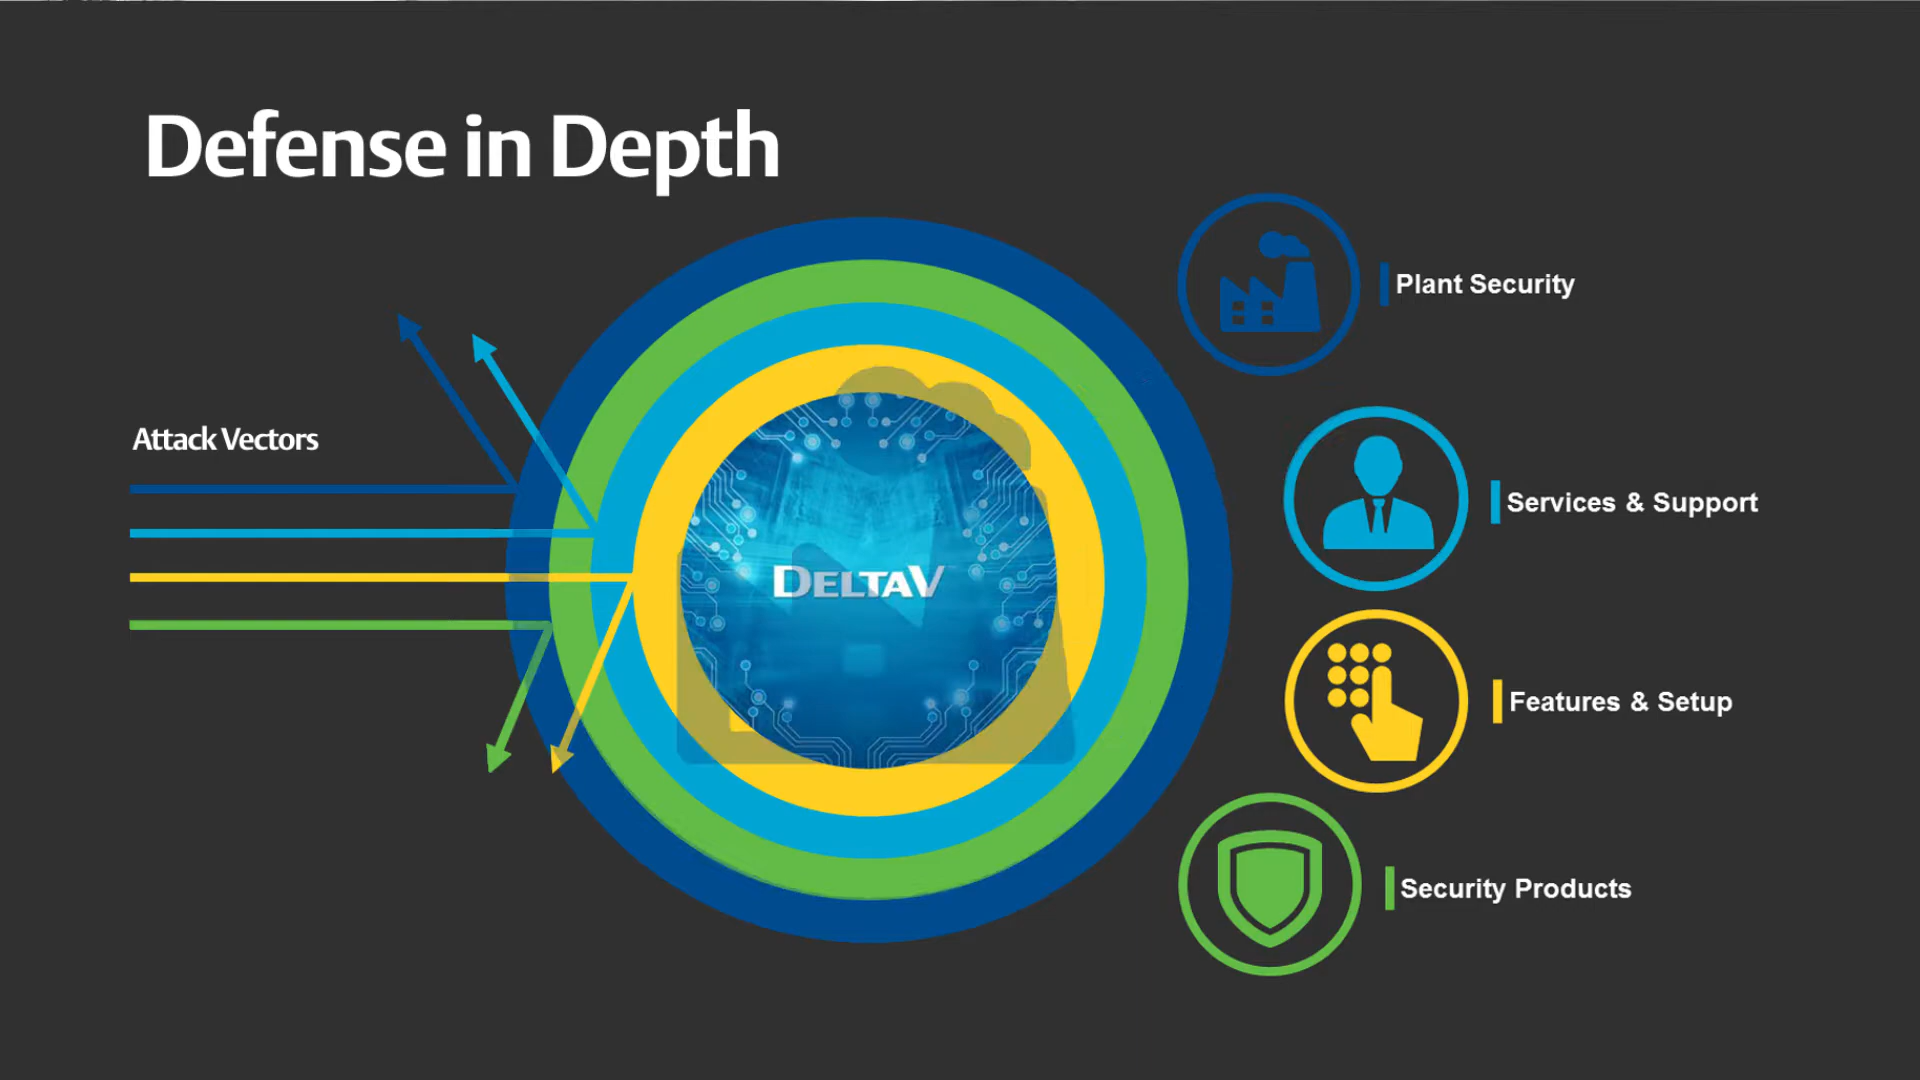 Defense in Depth
Plant Security
Attack Vectors
Services & Support
DELTAV
Features & Setup
Security Products